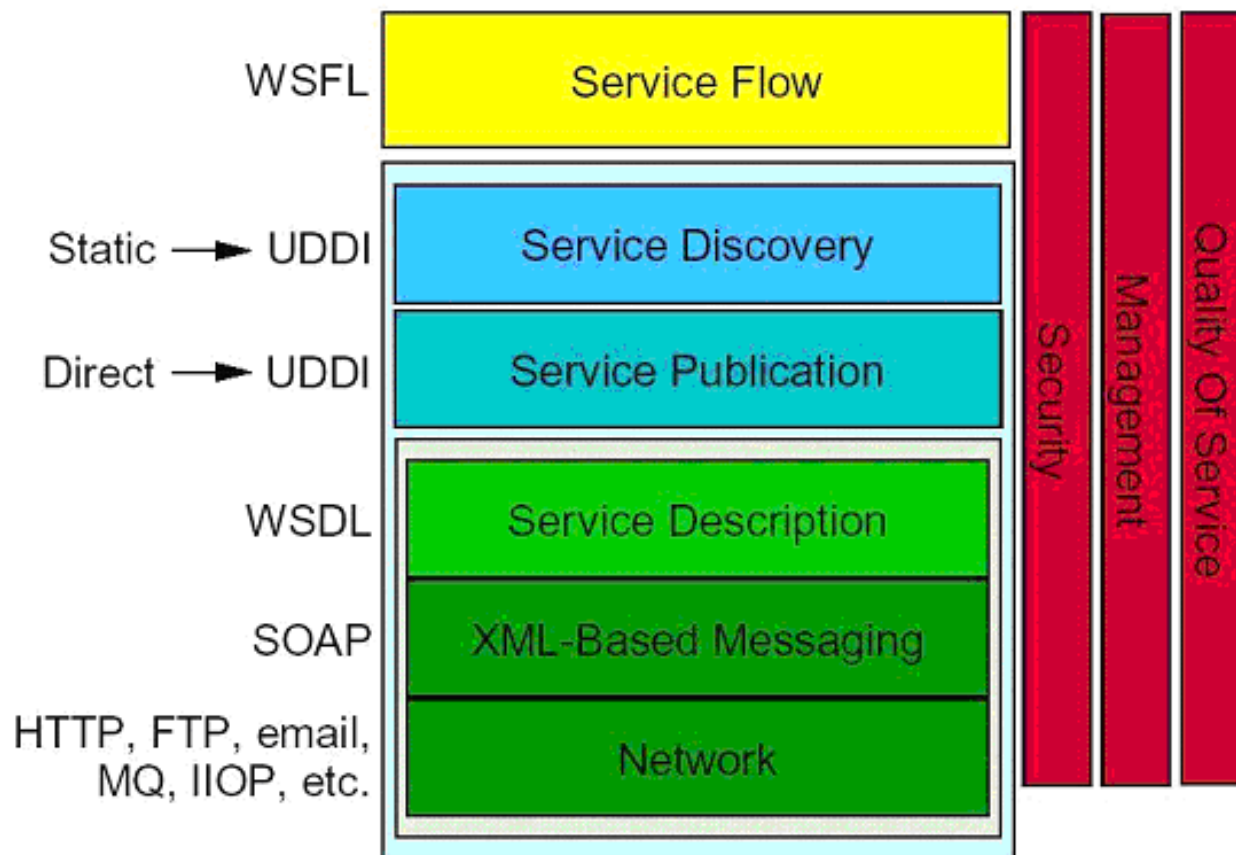 WSFL
Service Flow
Static
UDDI
Service Discovery
Direct
UDDI
Service Publication
WSDL
Service Description
SOAP
XML-Based Messaging
HTTP, FTP, email,
MQ, IIOP, etc.
Network
Security
Management
Quality Of Service